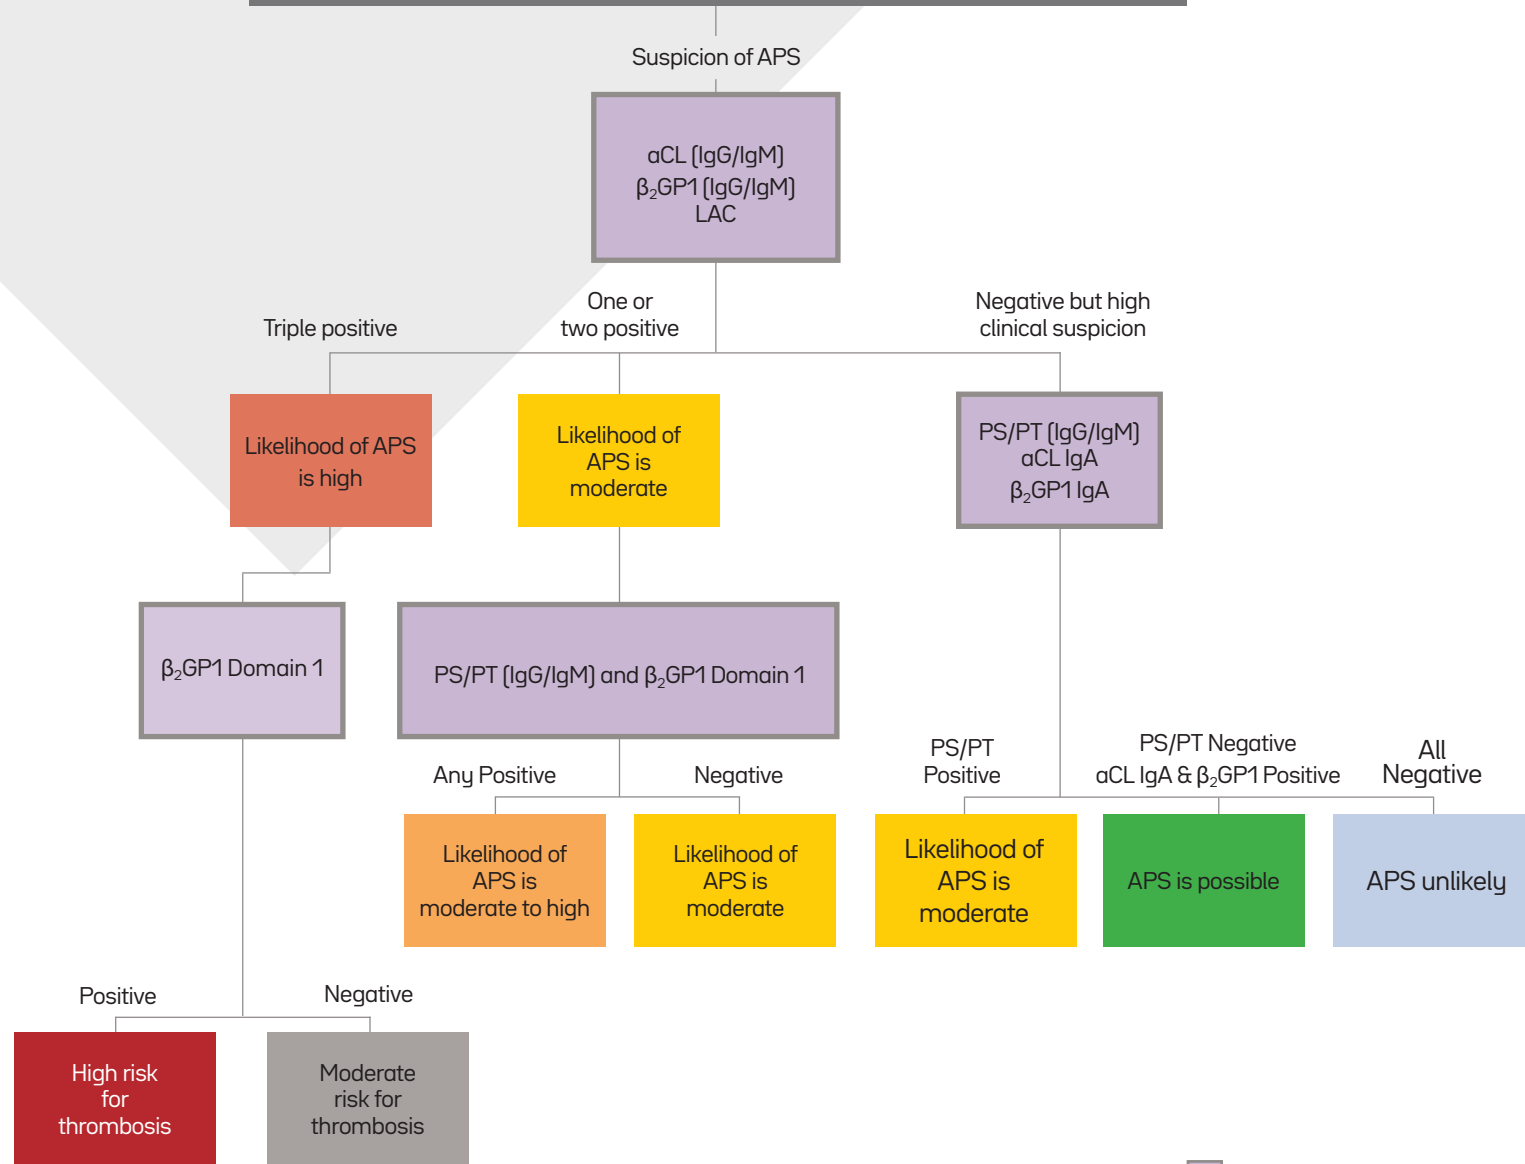 Suspicion of APS
aCL (IgG/IgM)
β₂GP1 (IgG/IgM)
LAC
Triple positive
One or
two positive
Negative but high
clinical suspicion
Likelihood of APS
is high
Likelihood of
APS is
moderate
PS/PT (IgG/IgM)
aCL IgA
β₂GP1 IgA
β₂GP1 Domain 1
PS/PT (IgG/IgM) and β₂GP1 Domain 1
Any Positive
Negative
PS/PT
Positive
PS/PT Negative
aCL IgA & β₂GP1 Positive
All
Negative
Likelihood of
APS is
moderate to high
Likelihood of
APS is
moderate
Likelihood of
APS is
moderate
APS is possible
APS unlikely
Positive
Negative
High risk
for
thrombosis
Moderate
risk for
thrombosis